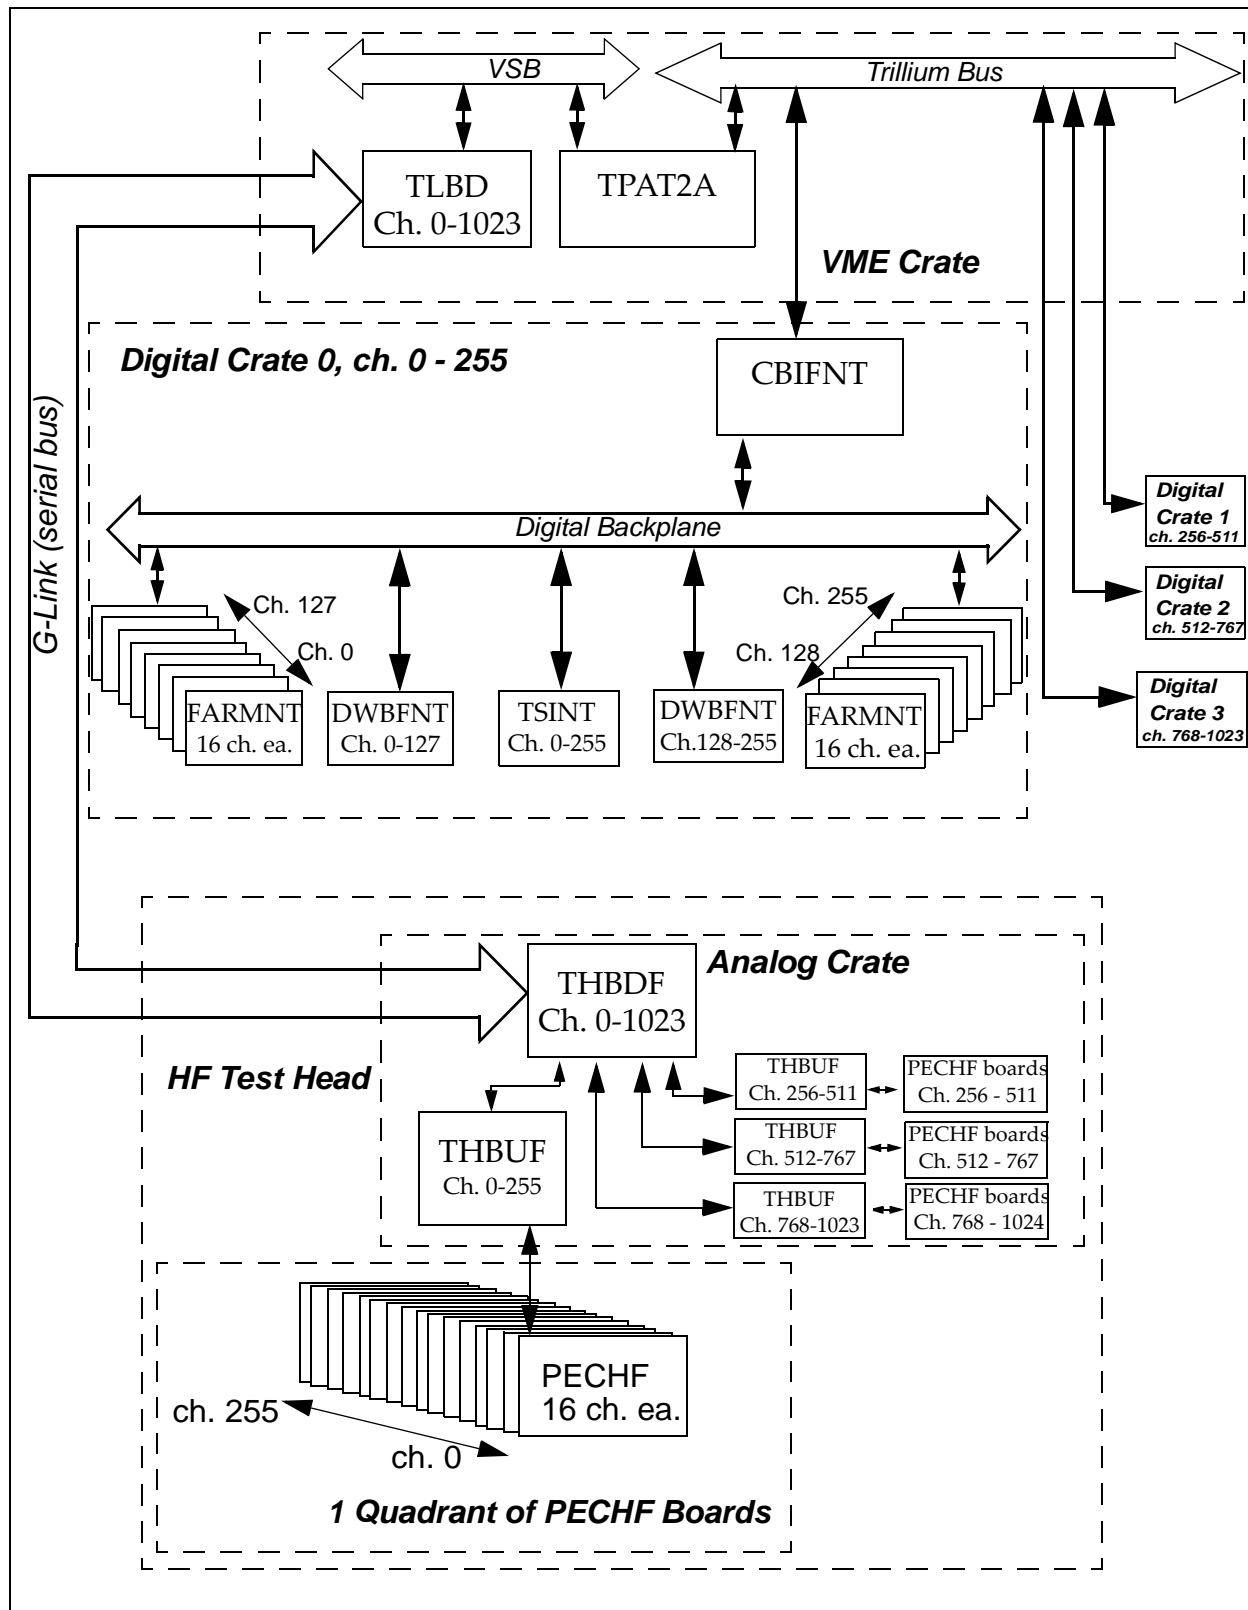 VSB
Trillium Bus
TLBD
Ch. 0-1023
TPAT2A
VME Crate
G-Link (serial bus)
Digital Crate 0, ch. 0 - 255
CBIFNT
Digital Backplane
Ch. 127
Ch. 0
Ch. 255
Ch. 128
FARMNT
16 ch. ea.
DWBFNT
Ch. 0-127
TSINT
Ch. 0-255
DWBFNT
Ch.128-255
FARMNT
16 ch. ea.
Digital
Crate 1
ch. 256-511
Digital
Crate 2
ch. 512-767
Digital
Crate 3
ch. 768-1023
THBDF
Ch. 0-1023
Analog Crate
HF Test Head
THBUF
Ch. 0-255
THBUF
Ch. 256-511
PECHF boards
Ch. 256 - 511
THBUF
Ch. 512-767
PECHF boards
Ch. 512 - 767
THBUF
Ch. 768-1023
PECHF boards
Ch. 768 - 1024
PECHF
16 ch. ea.
ch. 255
ch. 0
1 Quadrant of PECHF Boards